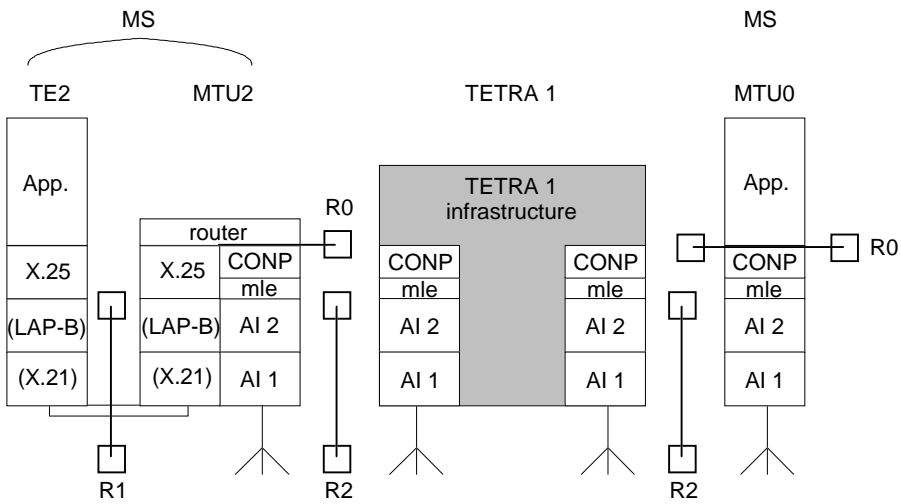 MS
MS
TE2
MTU2
TETRA 1
MTU0
App.
TETRA 1
infrastructure
App.
R0
router
R0
X.25
X.25
CONP
CONP
CONP
CONP
mle
mle
mle
mle
(LAP-B)
(LAP-B)
AI 2
AI 2
AI 2
AI 2
(X.21)
(X.21)
AI 1
AI 1
AI 1
AI 1
R1
R2
R2